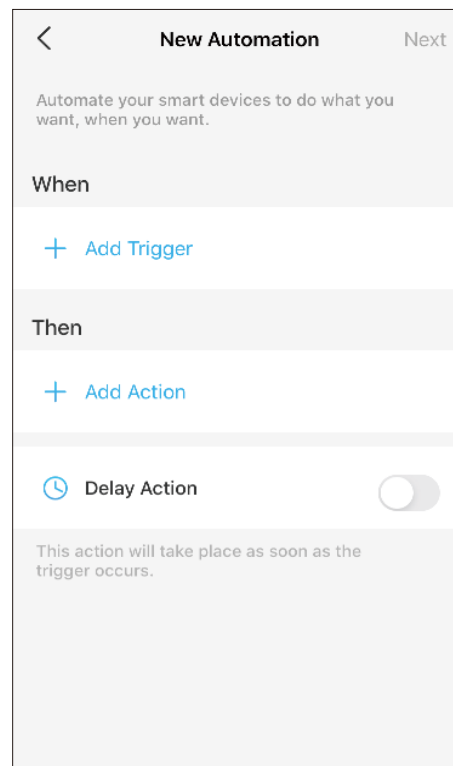 New Automation Next
Automate your smart devices to do what you
want, when you want.
When
Add Trigger
Then
Add Action
Delay Action
This action will take place as soon as the
trigger occurs.